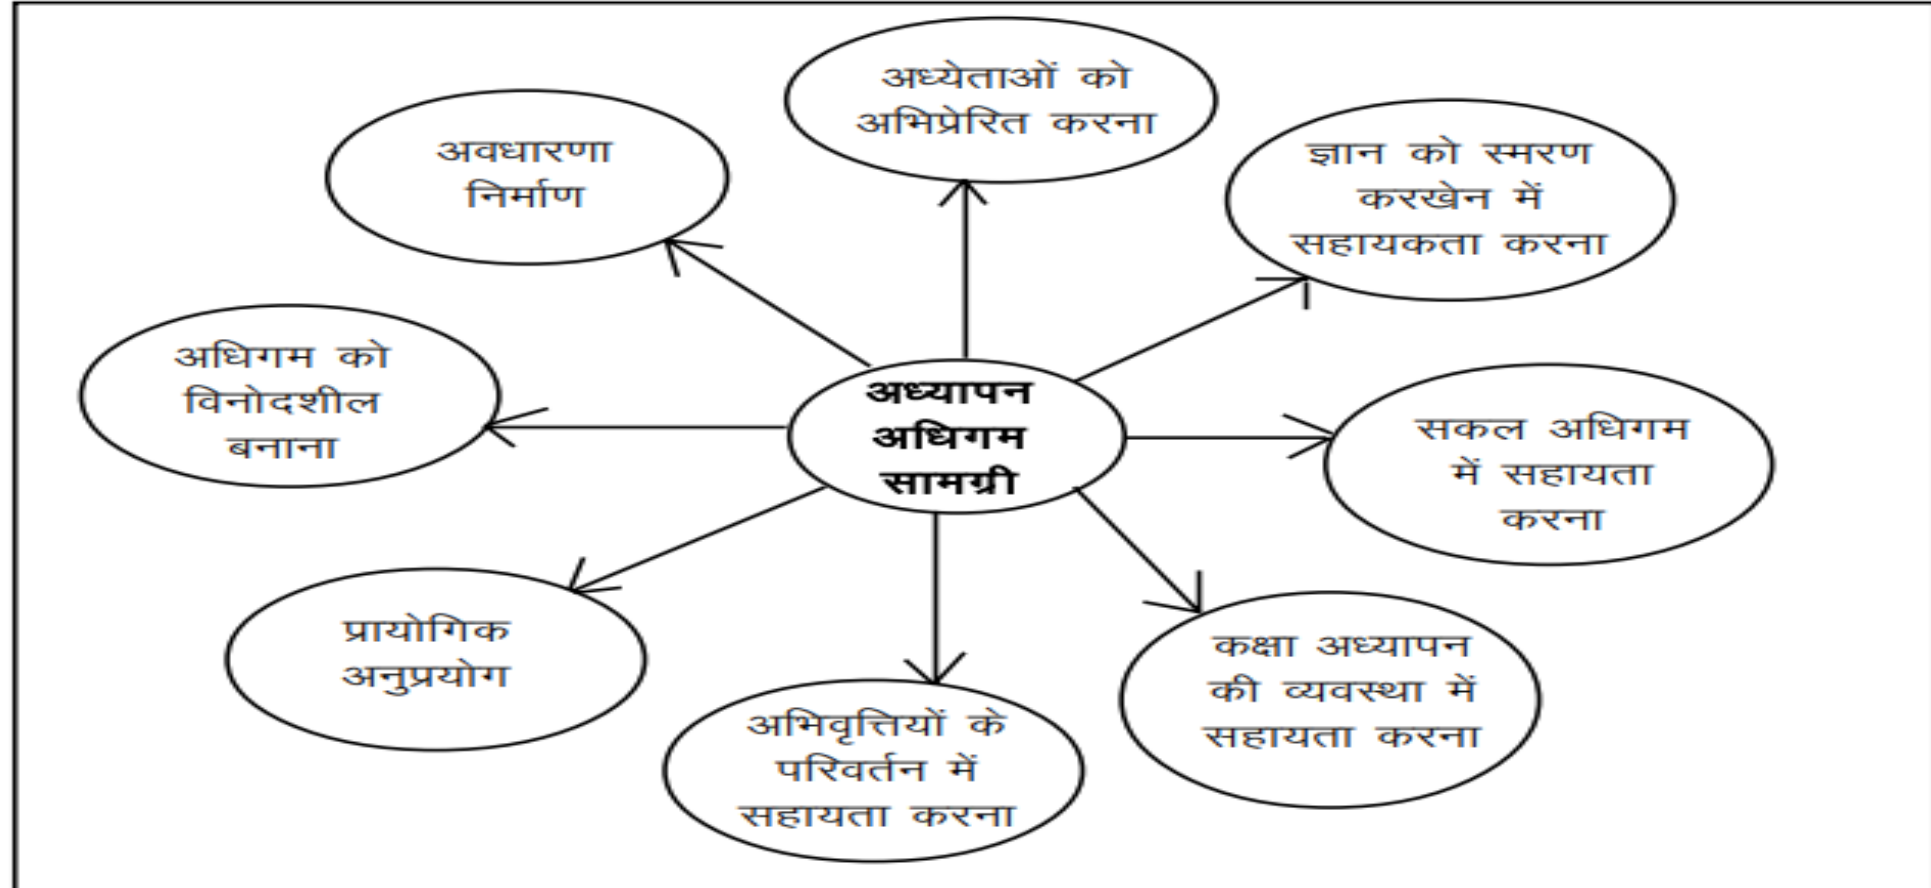 अध्येताओं को
अभिप्रेरित करना
अवधारणा
निर्माण
ज्ञान को स्मरण
करखेन में
सहायकता करना
अधिगम को
विनोदशील
बनाना
अध्यापन
अधिगम
सामग्री
सकल अधिगम
में सहायता
करना
प्रायोगिक
अनुप्रयोग
कक्षा अध्यापन
की व्यवस्था में
सहायता करना
अभिवृत्तियों के
परिवर्तन में
सहायता करना